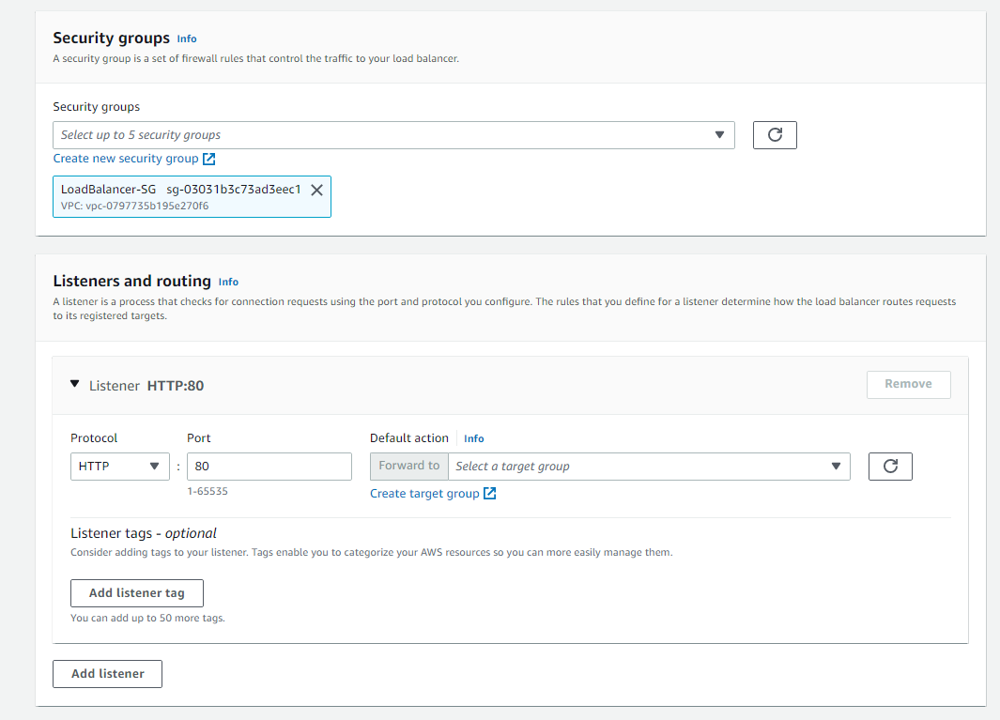 Security groups Info
A security group is a set of firewall rules that control the traffic to your load balancer.
Security groups
Select up to 5 security groups
Create new security group
LoadBalancer-SG sg-03031b3c73ad3eec1
VPC: vpc-0797735b195e270f6
Listeners and routing Info
A listener is a process that checks for connection requests using the port and protocol you configure. The rules that you define for a listener determine how the load balancer routes requests
to its registered targets.
Listener HTTP:80
Remove
Protocol Port Default action Info
HTTP : 80 Forward to Select a target group
1-65535
Create target group
Listener tags - optional
Consider adding tags to your listener. Tags enable you to categorize your AWS resources so you can more easily manage them.
Add listener tag
You can add up to 50 more tags.
Add listener